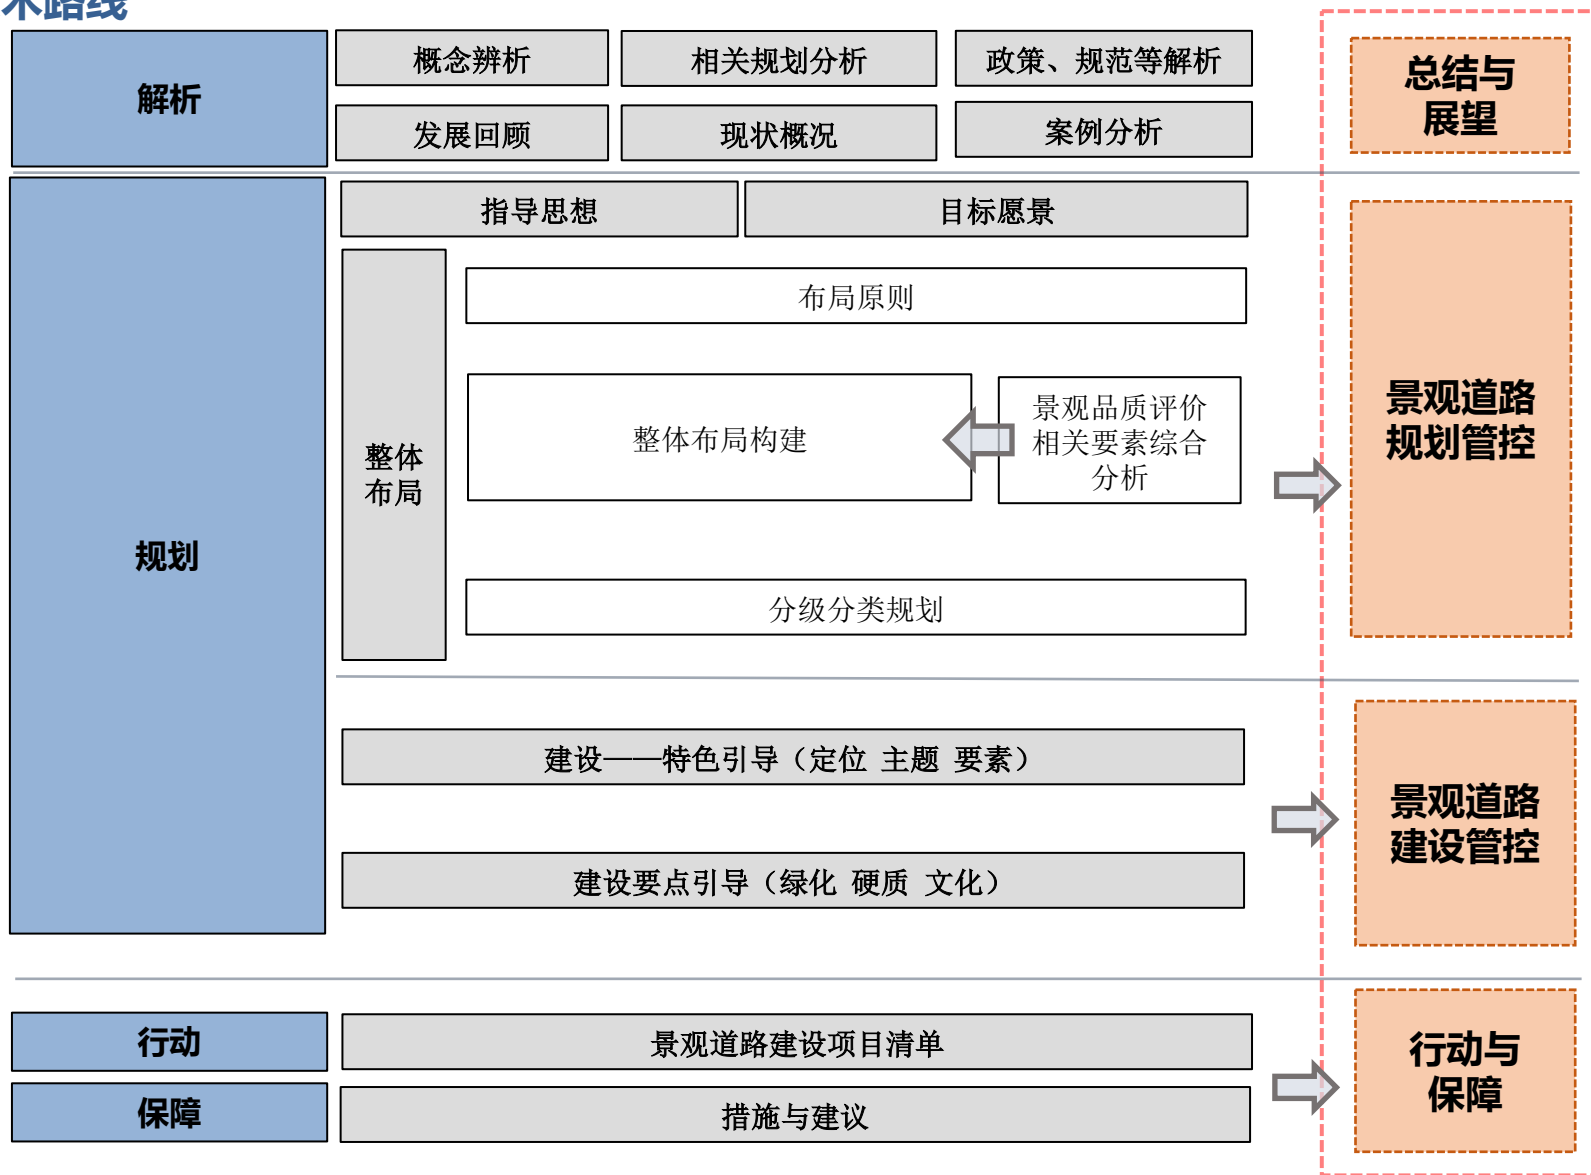 术路线
解析
概念辨析
相关规划分析
政策、规范等解析
发展回顾
现状概况
案例分析
总结与
展望
规划
指导思想
目标愿景
整体
布局
布局原则
整体布局构建
景观品质评价
相关要素综合
分析
分级分类规划
景观道路
规划管控
建设——特色引导（定位 主题 要素）
建设要点引导（绿化 硬质 文化）
景观道路
建设管控
行动
景观道路建设项目清单
保障
措施与建议
行动与
保障